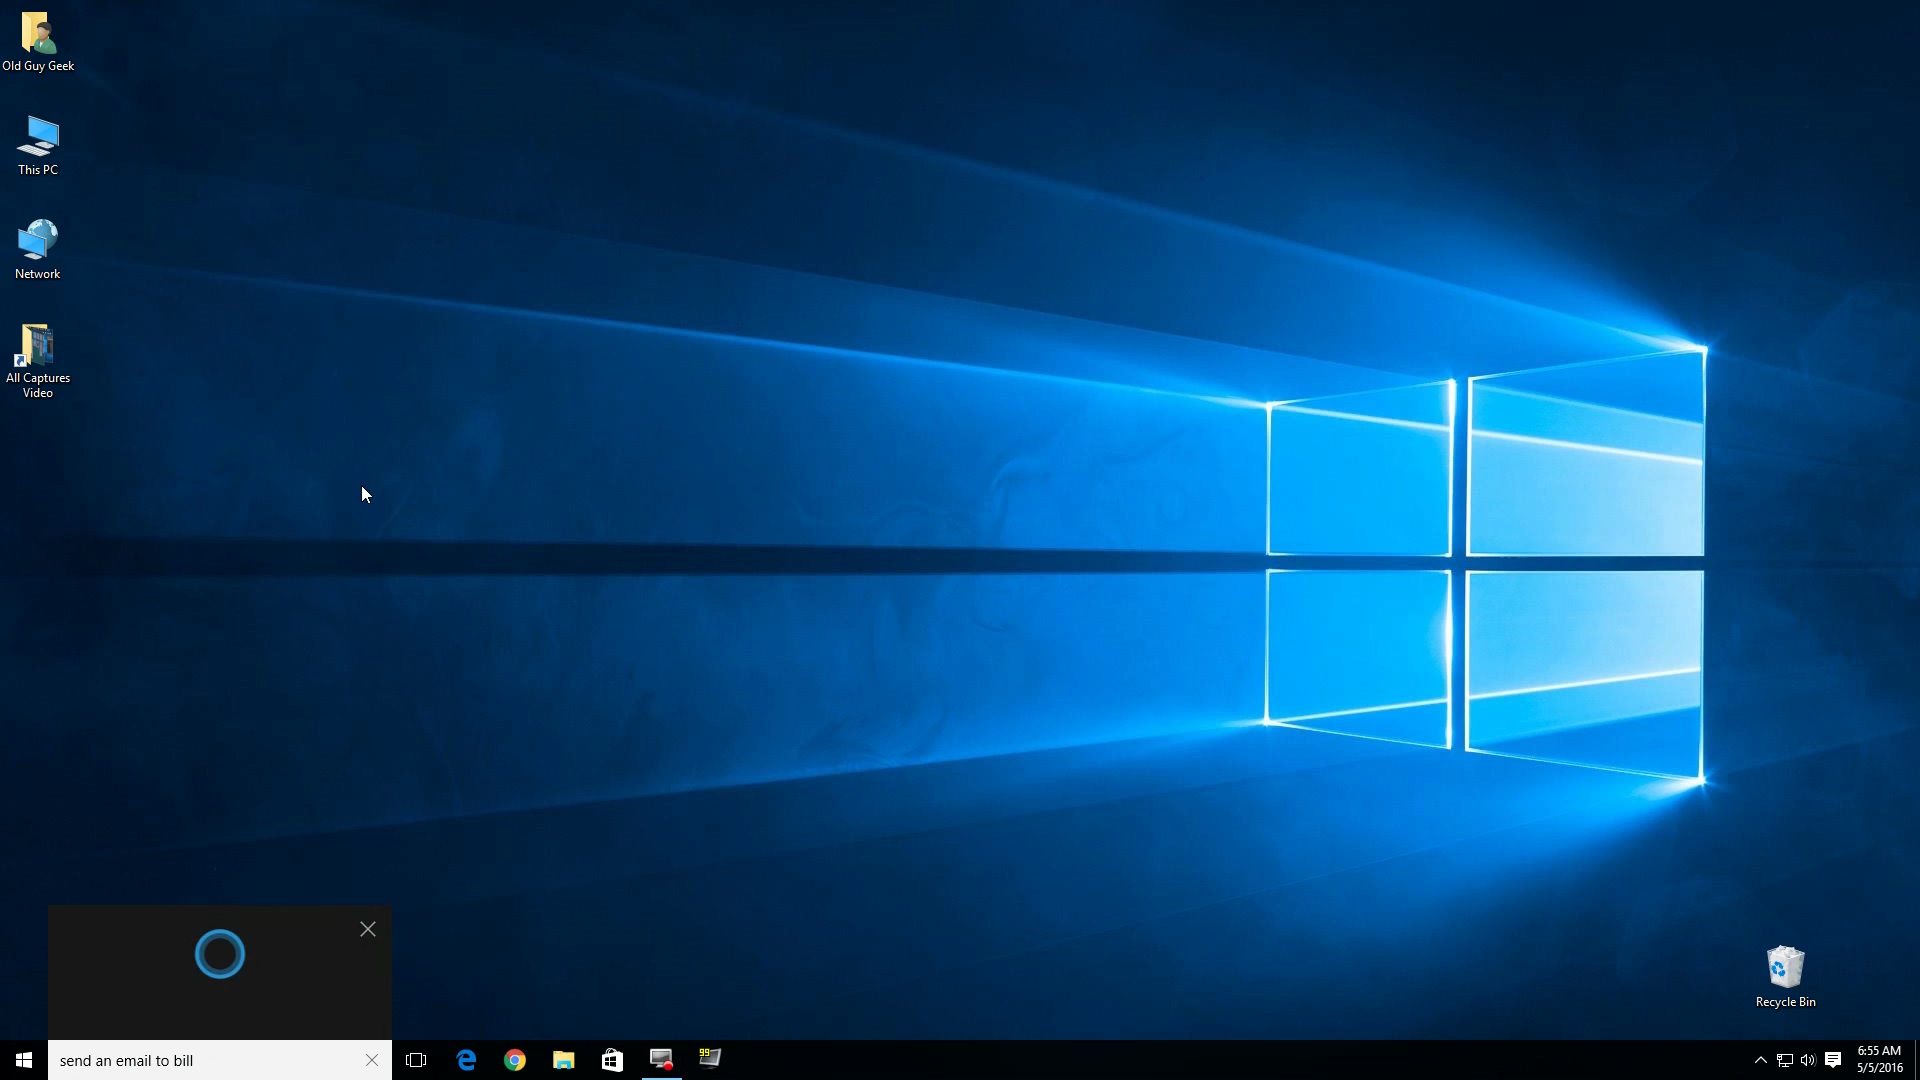 Old Guy Geek
This PC
Network
All Captures
Video
Recycle Bin
send an email to bill
99
6:55 AM
5/5/2016